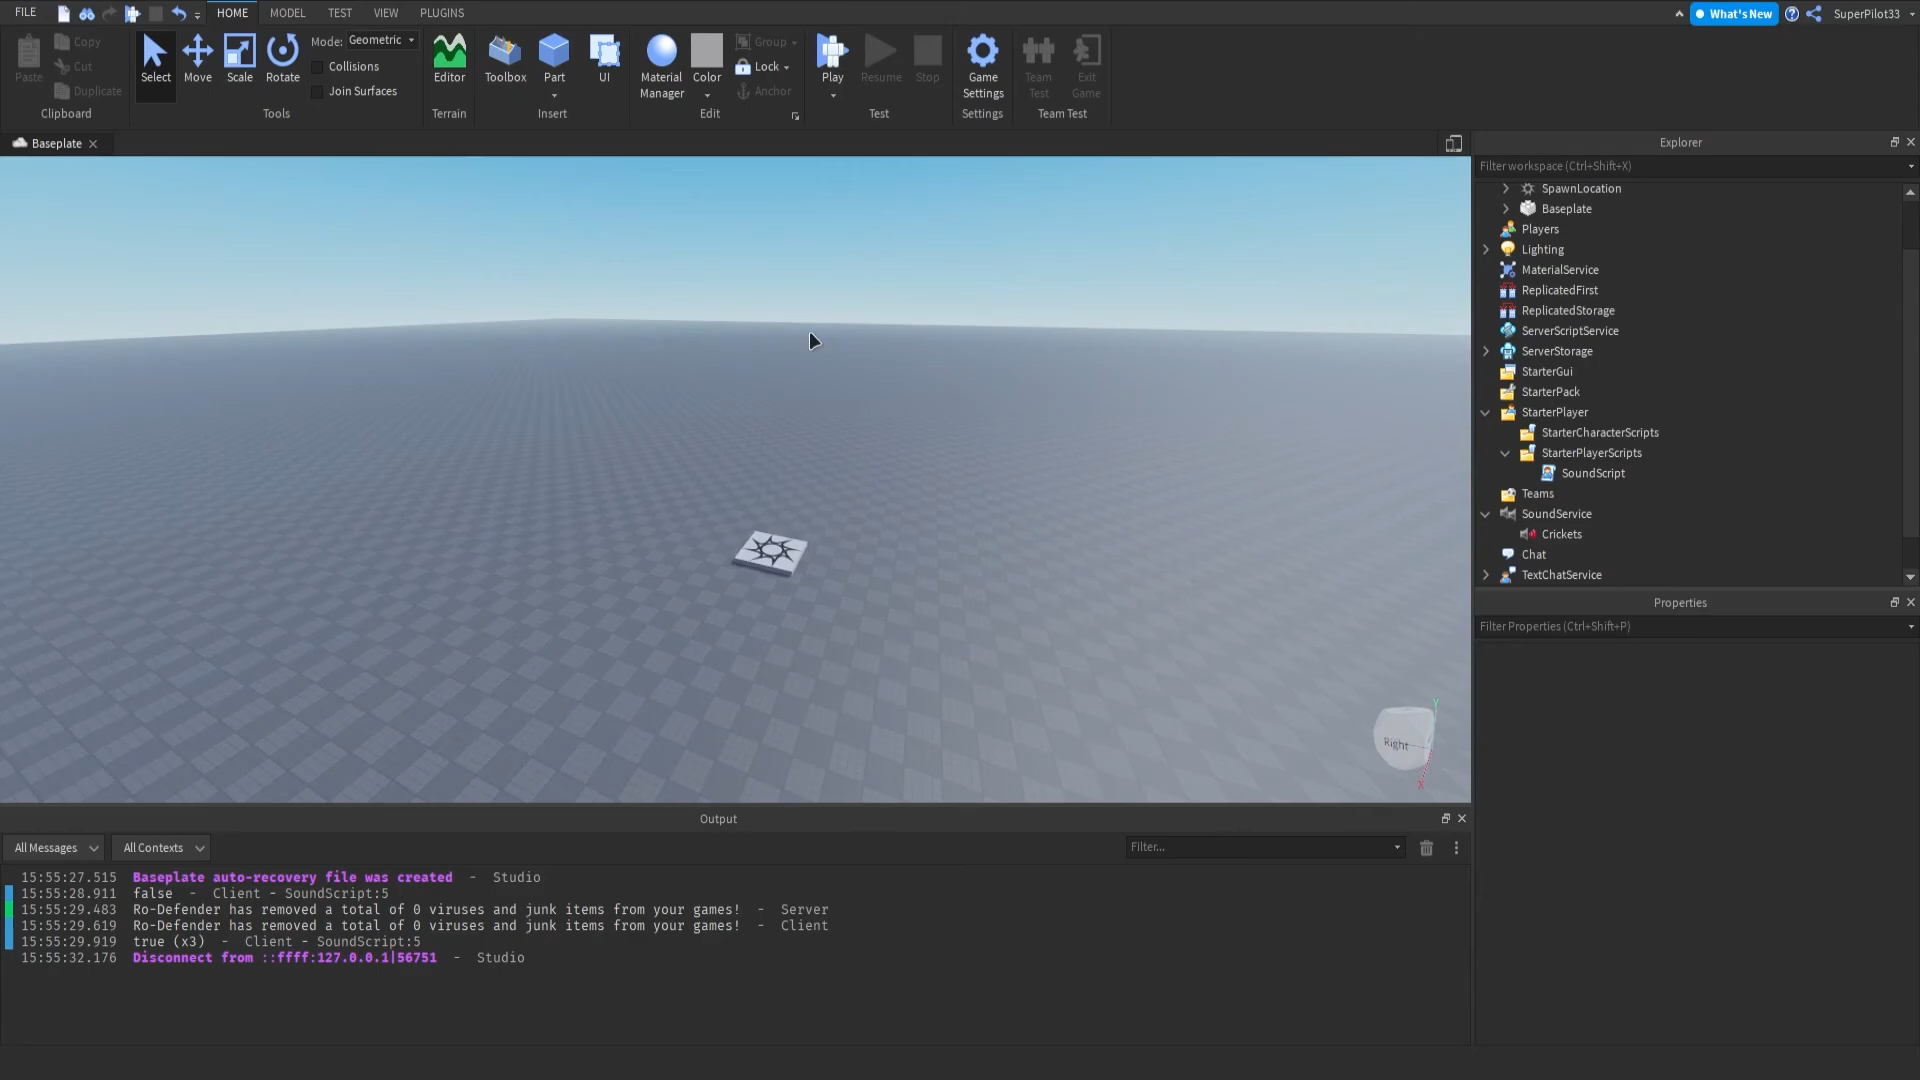 FILE HOME MODEL TEST VIEW PLUGINS What's New SuperPilot33
Paste Copy Cut Duplicate
Clipboard
Select Move Scale Rotate
Mode: Geometric
Collisions
Join Surfaces
Tools
Editor
Terrain
Toolbox Part UI
Insert
Material Manager Color
Group
Lock
Anchor
Edit
Play Resume Stop
Test
Game Settings
Settings
Team Test Exit Game
Team Test
Baseplate
Explorer
Filter workspace (Ctrl+Shift+X)
SpawnLocation
Baseplate
Players
Lighting
MaterialService
ReplicatedFirst
ReplicatedStorage
ServerScriptService
ServerStorage
StarterGui
StarterPack
StarterPlayer
StarterCharacterScripts
StarterPlayerScripts
SoundScript
Teams
SoundService
Crickets
Chat
TextChatService
Properties
Filter Properties (Ctrl+Shift+P)
Y
Right
X
Output
All Messages All Contexts Filter...
15:55:27.515 Baseplate auto-recovery file was created - Studio
15:55:28.911 false - Client - SoundScript:5
15:55:29.483 Ro-Defender has removed a total of 0 viruses and junk items from your games! - Server
15:55:29.619 Ro-Defender has removed a total of 0 viruses and junk items from your games! - Client
15:55:29.919 true (x3) - Client - SoundScript:5
15:55:32.176 Disconnect from ::ffff:127.0.0.1|56751 - Studio